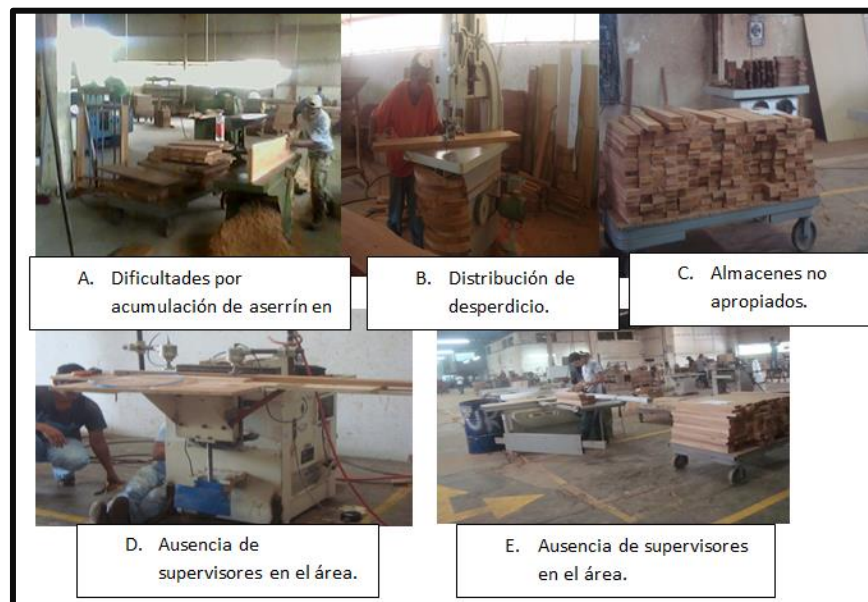 A. Dificultades por
acumulación de aserrín en
B. Distribución de
desperdicio.
C. Almacenes no
apropiados.
D. Ausencia de
supervisores en el área.
E. Ausencia de supervisores
en el área.